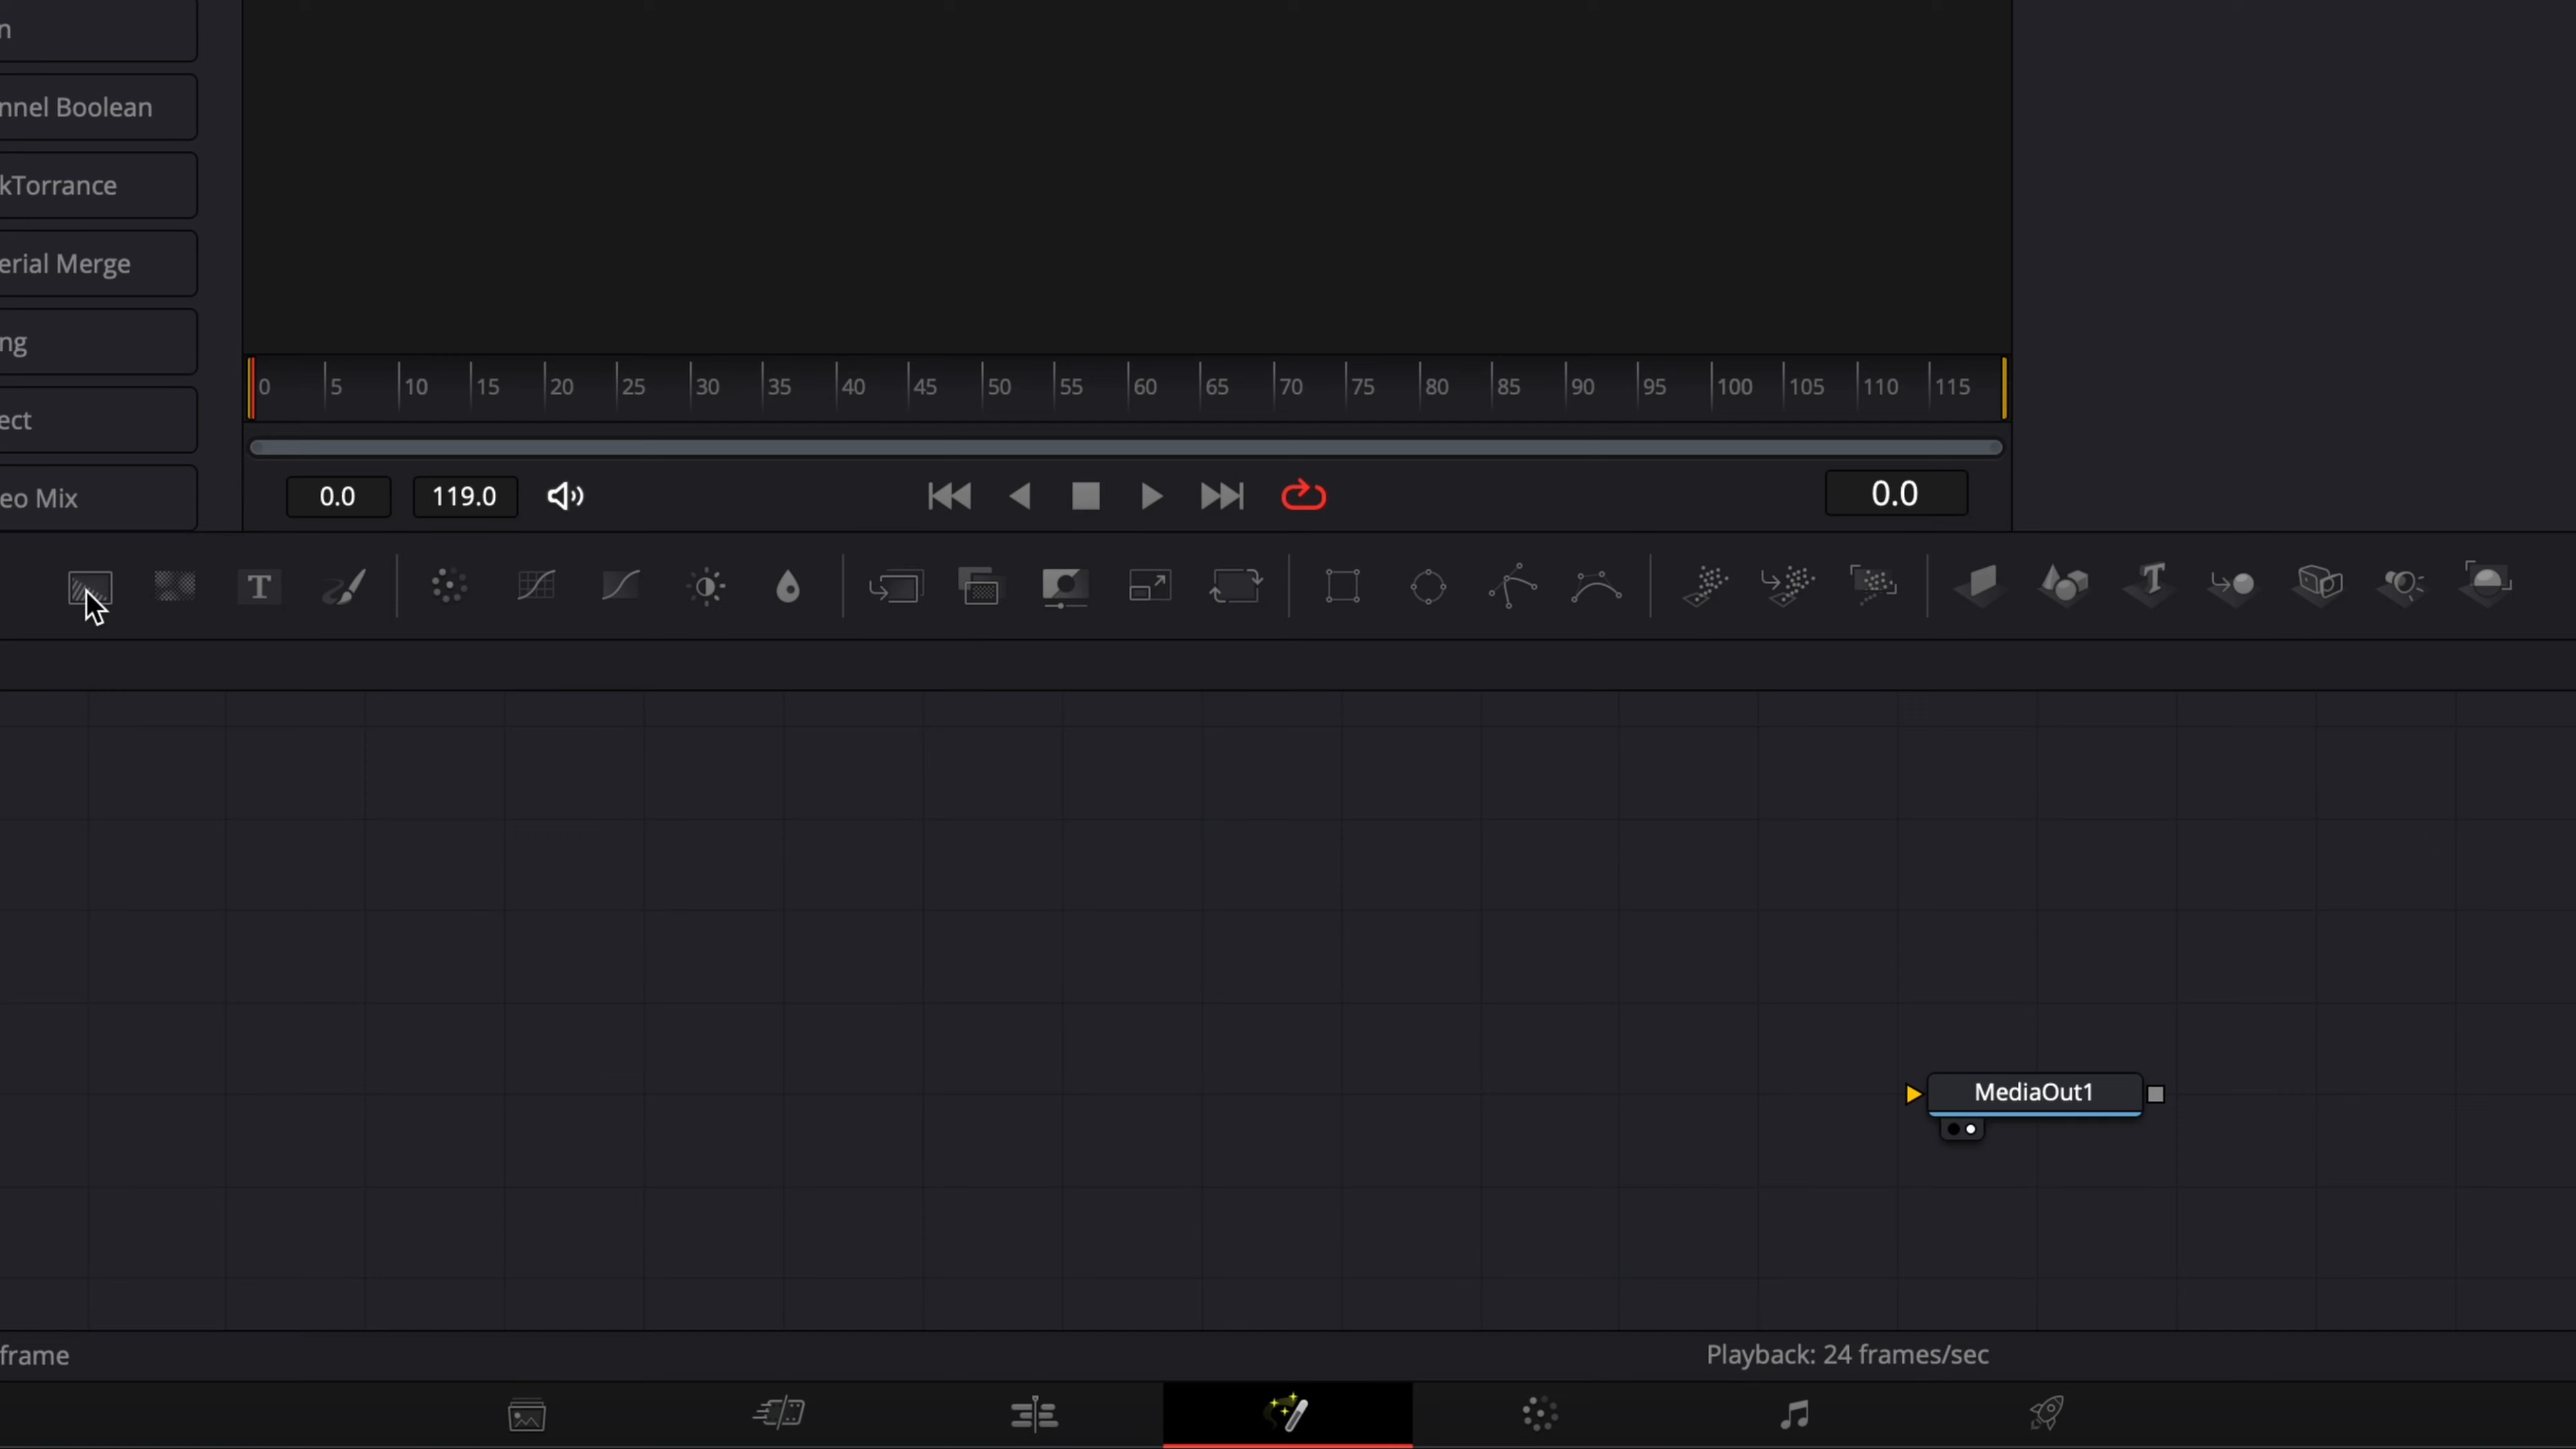 n
nnel Boolean
kTorrance
erial Merge
ng
ect
eo Mix
0 5 10 15 20 25 30 35 40 45 50 55 60 65 70 75 80 85 90 95 100 105 110 115
0.0 119.0 0.0
T
MediaOut1
frame Playback: 24 frames/sec